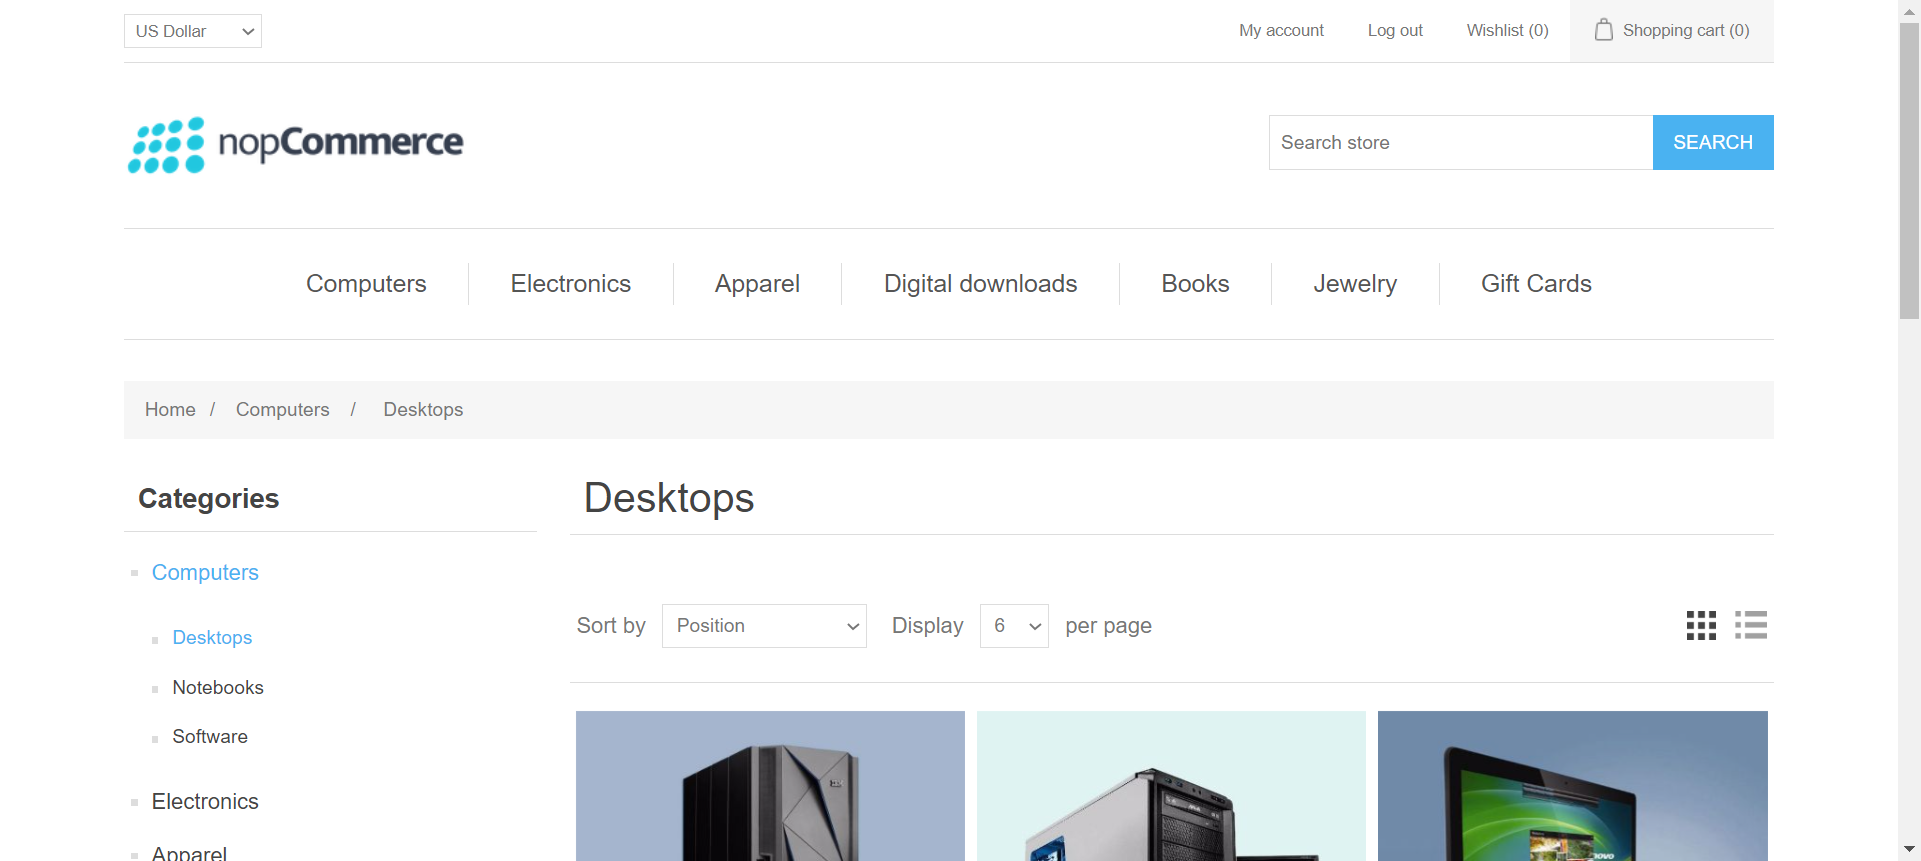 US Dollar
My account
Log out
Wishlist (0)
Shopping cart (0)
nopCommerce
Search store
SEARCH
Computers
Electronics
Apparel
Digital downloads
Books
Jewelry
Gift Cards
Home / Computers / Desktops
Categories
Computers
Desktops
Notebooks
Software
Electronics
Apparel
Desktops
Sort by Position Display 6 per page